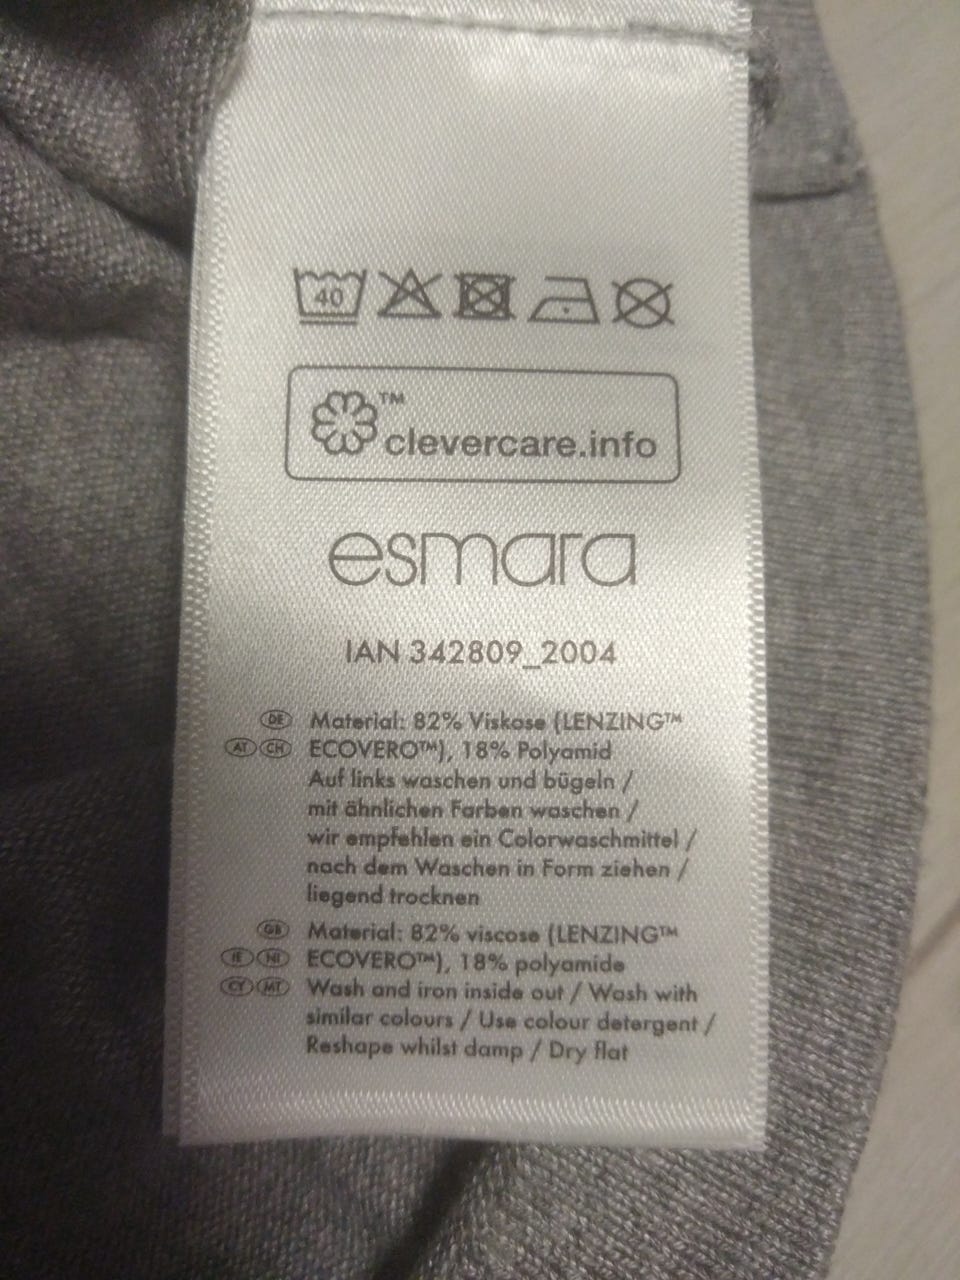 40
™
clevercare.info
esmara
IAN 342809_2004
DE Material: 82% Viskose (LENZING™
AT CH ECOVERO™), 18% Polyamid
Auf links waschen und bügeln /
mit ähnlichen Farben waschen /
wir empfehlen ein Colorwaschmittel /
nach dem Waschen in Form ziehen /
liegend trocknen
GB Material: 82% viscose (LENZING™
IE NI ECOVERO™), 18% polyamide
CY MT Wash and iron inside out / Wash with
similar colours / Use colour detergent /
Reshape whilst damp / Dry flat